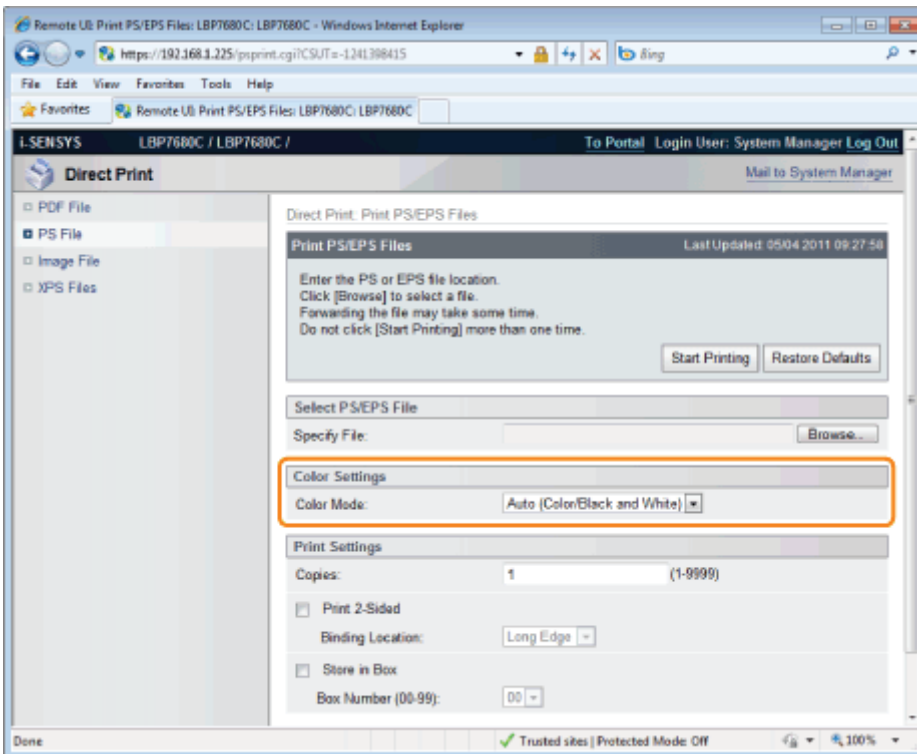 Remote UI: Print PS/EPS Files: LBP7680C: LBP7680C - Windows Internet Explorer
https://192.168.1.225/psprint.cgi?CSUT=-1241398415
Bing
File Edit View Favorites Tools Help
Favorites Remote UI: Print PS/EPS Files: LBP7680C: LBP7680C
i-SENSYS LBP7680C / LBP7680C / To Portal Login User: System Manager Log Out
Direct Print Mail to System Manager
PDF File
PS File
Image File
XPS Files
Direct Print: Print PS/EPS Files
Print PS/EPS Files Last Updated: 05/04 2011 09:27:58
Enter the PS or EPS file location.
Click [Browse] to select a file.
Forwarding the file may take some time.
Do not click [Start Printing] more than one time.
Start Printing Restore Defaults
Select PS/EPS File
Specify File: Browse...
Color Settings
Color Mode: Auto (Color/Black and White)
Print Settings
Copies: 1 (1-9999)
Print 2-Sided
Binding Location: Long Edge
Store in Box
Box Number (00-99): 00
Done Trusted sites | Protected Mode: Off 100%